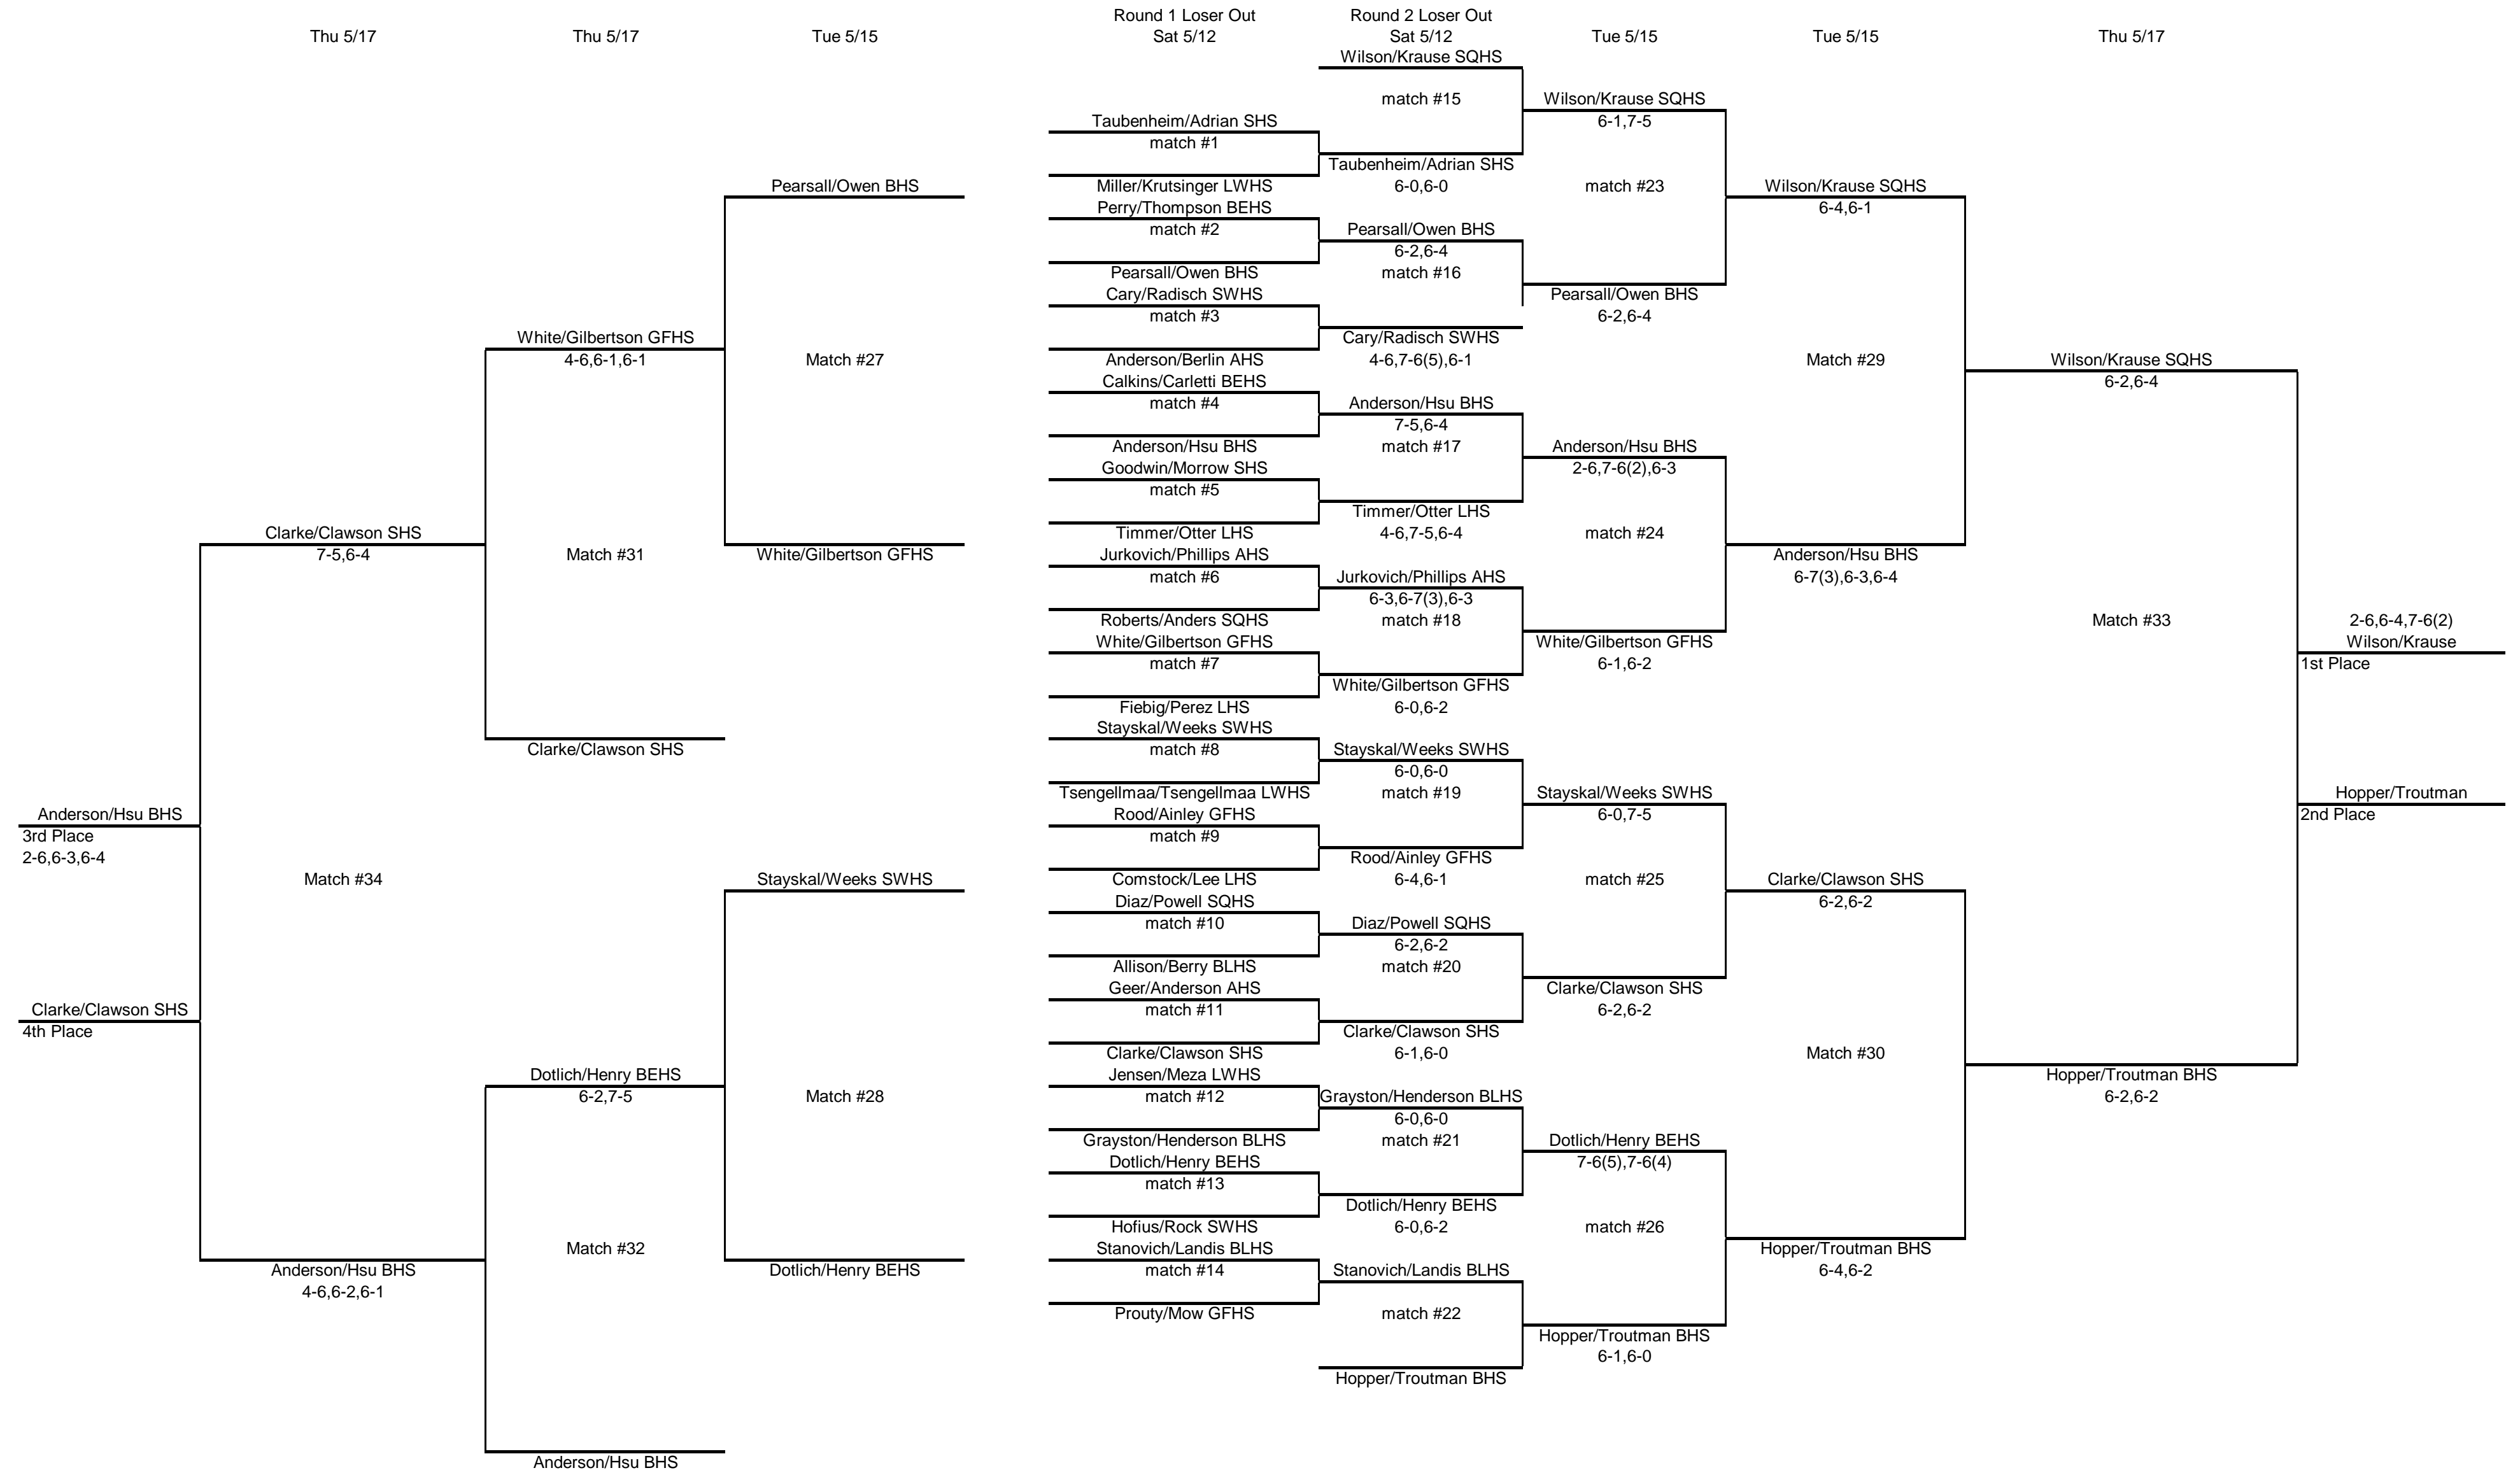 Round 1 Loser Out
Round 2 Loser Out
Thu 5/17
Thu 5/17
Tue 5/15
Sat 5/12
Sat 5/12
Tue 5/15
Tue 5/15
Thu 5/17
Clarke/Clawson SHS
7-5,6-4
Anderson/Hsu BHS
3rd Place
2-6,6-3,6-4
Match #34
Clarke/Clawson SHS
4th Place
Anderson/Hsu BHS
4-6,6-2,6-1
White/Gilbertson GFHS
4-6,6-1,6-1
Match #31
Clarke/Clawson SHS
Dotlich/Henry BEHS
6-2,7-5
Match #32
Anderson/Hsu BHS
Pearsall/Owen BHS
Match #27
White/Gilbertson GFHS
Stayskal/Weeks SWHS
Match #28
Dotlich/Henry BEHS
Taubenheim/Adrian SHS
match #1
Miller/Krutsinger LWHS
Perry/Thompson BEHS
match #2
Pearsall/Owen BHS
Cary/Radisch SWHS
match #3
Anderson/Berlin AHS
Calkins/Carletti BEHS
match #4
Anderson/Hsu BHS
Goodwin/Morrow SHS
match #5
Timmer/Otter LHS
Jurkovich/Phillips AHS
match #6
Roberts/Anders SQHS
White/Gilbertson GFHS
match #7
Fiebig/Perez LHS
Stayskal/Weeks SWHS
match #8
Tsengellmaa/Tsengellmaa LWHS
Rood/Ainley GFHS
match #9
Comstock/Lee LHS
Diaz/Powell SQHS
match #10
Allison/Berry BLHS
Geer/Anderson AHS
match #11
Clarke/Clawson SHS
Jensen/Meza LWHS
match #12
Grayston/Henderson BLHS
Dotlich/Henry BEHS
match #13
Hofius/Rock SWHS
Stanovich/Landis BLHS
match #14
Prouty/Mow GFHS
Wilson/Krause SQHS
match #15
Taubenheim/Adrian SHS
6-0,6-0
Pearsall/Owen BHS
6-2,6-4
match #16
Cary/Radisch SWHS
4-6,7-6(5),6-1
Anderson/Hsu BHS
7-5,6-4
match #17
Timmer/Otter LHS
4-6,7-5,6-4
Jurkovich/Phillips AHS
6-3,6-7(3),6-3
match #18
White/Gilbertson GFHS
6-0,6-2
Stayskal/Weeks SWHS
6-0,6-0
match #19
Rood/Ainley GFHS
6-4,6-1
Diaz/Powell SQHS
6-2,6-2
match #20
Clarke/Clawson SHS
6-1,6-0
Grayston/Henderson BLHS
6-0,6-0
match #21
Dotlich/Henry BEHS
6-0,6-2
Stanovich/Landis BLHS
match #22
Hopper/Troutman BHS
Wilson/Krause SQHS
6-1,7-5
match #23
Pearsall/Owen BHS
6-2,6-4
Anderson/Hsu BHS
2-6,7-6(2),6-3
match #24
White/Gilbertson GFHS
6-1,6-2
Stayskal/Weeks SWHS
6-0,7-5
match #25
Clarke/Clawson SHS
6-2,6-2
Dotlich/Henry BEHS
7-6(5),7-6(4)
match #26
Hopper/Troutman BHS
6-1,6-0
Wilson/Krause SQHS
6-4,6-1
Match #29
Anderson/Hsu BHS
6-7(3),6-3,6-4
Clarke/Clawson SHS
6-2,6-2
Match #30
Hopper/Troutman BHS
6-4,6-2
Wilson/Krause SQHS
6-2,6-4
Match #33
Hopper/Troutman BHS
6-2,6-2
2-6,6-4,7-6(2)
Wilson/Krause
1st Place
Hopper/Troutman
2nd Place